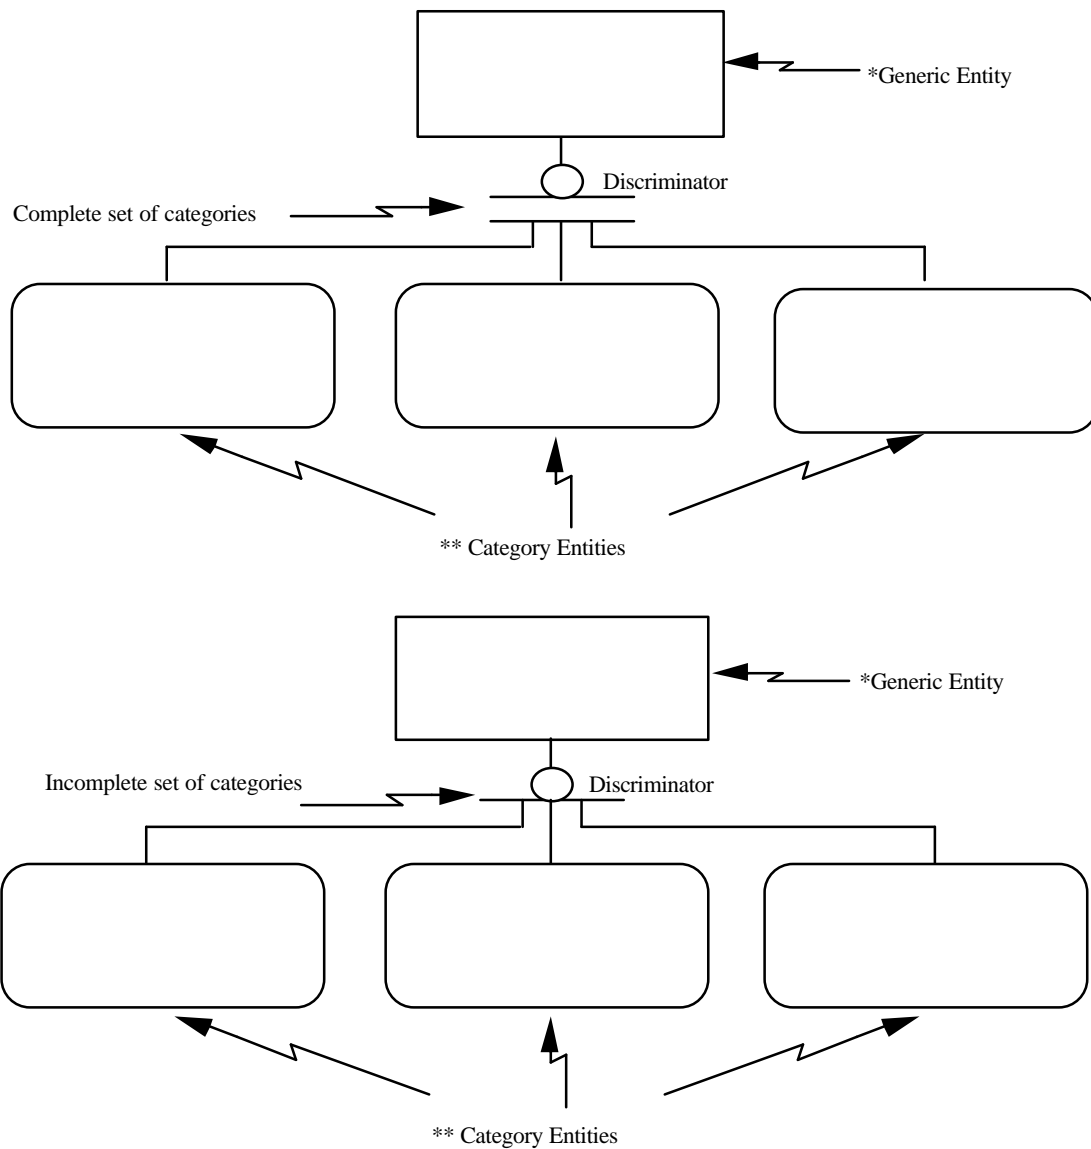 *Generic Entity
Discriminator
Complete set of categories
** Category Entities
*Generic Entity
Incomplete set of categories
Discriminator
** Category Entities